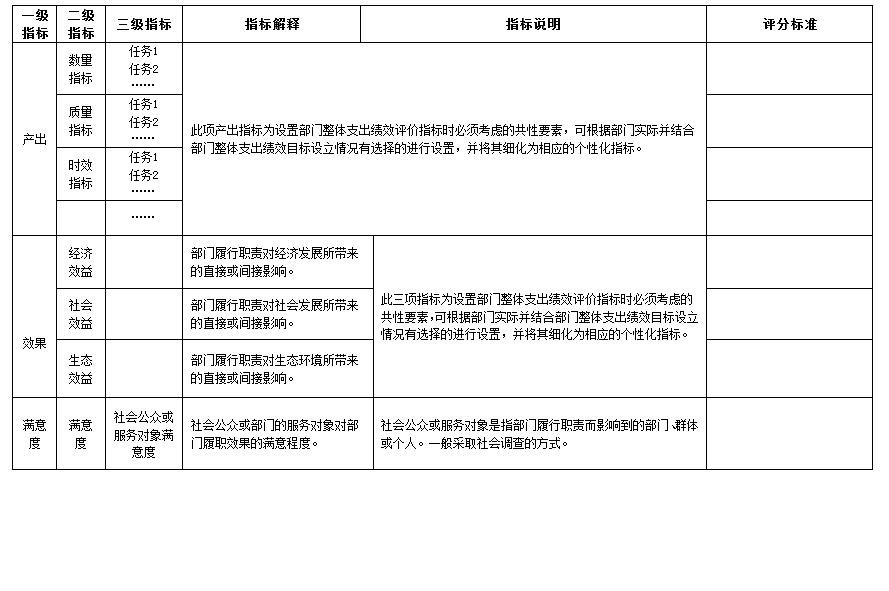 一级
指标
二级
指标
三级指标
指标解释
指标说明
评分标准
产出
数量
指标
任务1
任务2
……
此项产出指标为设置部门整体支出绩效评价指标时必须考虑的共性要素，可根据部门实际并结合
部门整体支出绩效目标设立情况有选择的进行设置，并将其细化为相应的个性化指标。
质量
指标
任务1
任务2
……
时效
指标
任务1
任务2
……
……
效果
经济
效益
部门履行职责对经济发展所带来
的直接或间接影响。
此三项指标为设置部门整体支出绩效评价指标时必须考虑的
共性要素，可根据部门实际并结合部门整体支出绩效目标设立
情况有选择的进行设置，并将其细化为相应的个性化指标。
社会
效益
部门履行职责对社会发展所带来
的直接或间接影响。
生态
效益
部门履行职责对生态环境所带来
的直接或间接影响。
满意
度
满意
度
社会公众或
服务对象满
意度
社会公众或部门的服务对象对部
门履职效果的满意程度。
社会公众或服务对象是指部门履行职责而影响到的部门、群体
或个人。一般采取社会调查的方式。